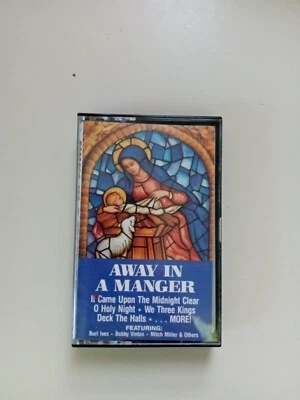 AWAY IN
A MANGER
It Came Upon The Midnight Clear
O Holy Night • We Three Kings
Deck The Halls • . . . MORE!
FEATURING:
Burl Ives – Bobby Vinton – Mitch Miller & Others